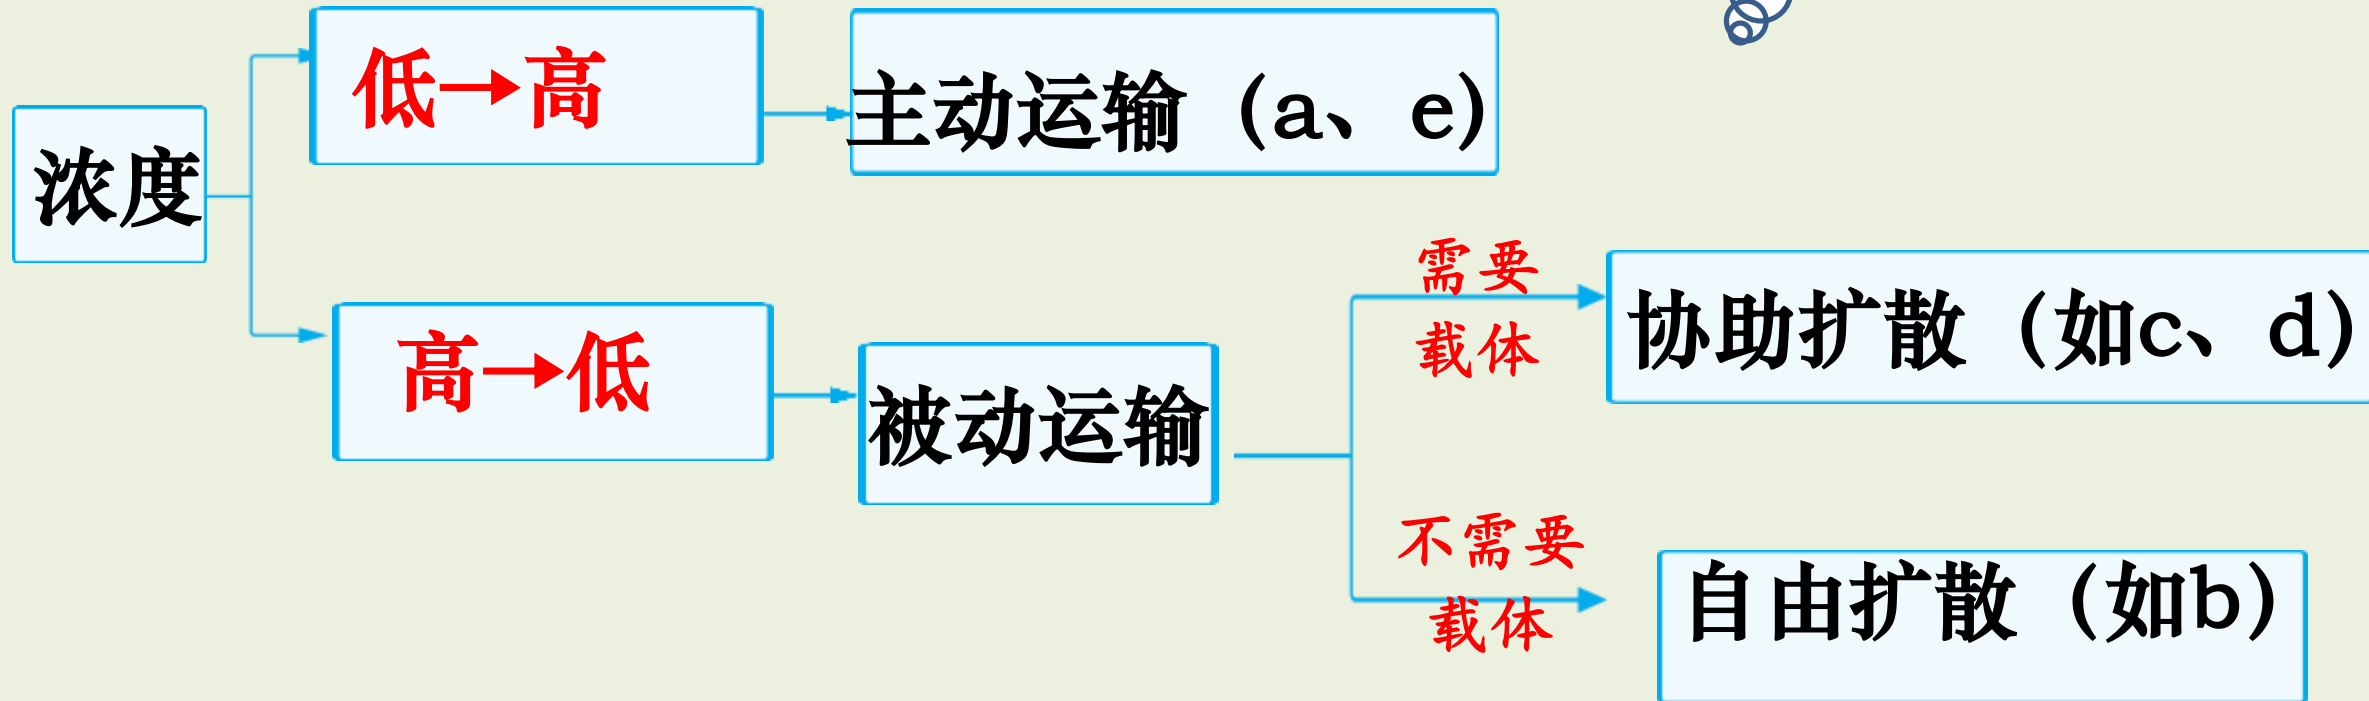 浓度
低→高
主动运输（a、e）
高→低
被动运输
需要
载体
协助扩散（如c、d）
不需要
载体
自由扩散（如b）